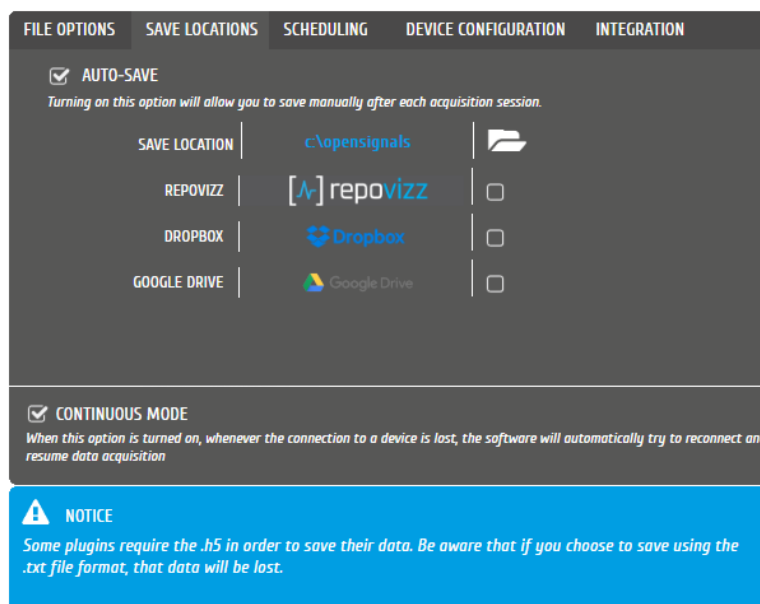 FILE OPTIONS SAVE LOCATIONS SCHEDULING DEVICE CONFIGURATION INTEGRATION
AUTO-SAVE
Turning on this option will allow you to save manually after each acquisition session.
SAVE LOCATION c:\opensignals
REPOVIZZ repovizz
DROPBOX Dropbox
GOOGLE DRIVE Google Drive
CONTINUOUS MODE
When this option is turned on, whenever the connection to a device is lost, the software will automatically try to reconnect an
resume data acquisition
NOTICE
Some plugins require the .h5 in order to save their data. Be aware that if you choose to save using the
.txt file format, that data will be lost.